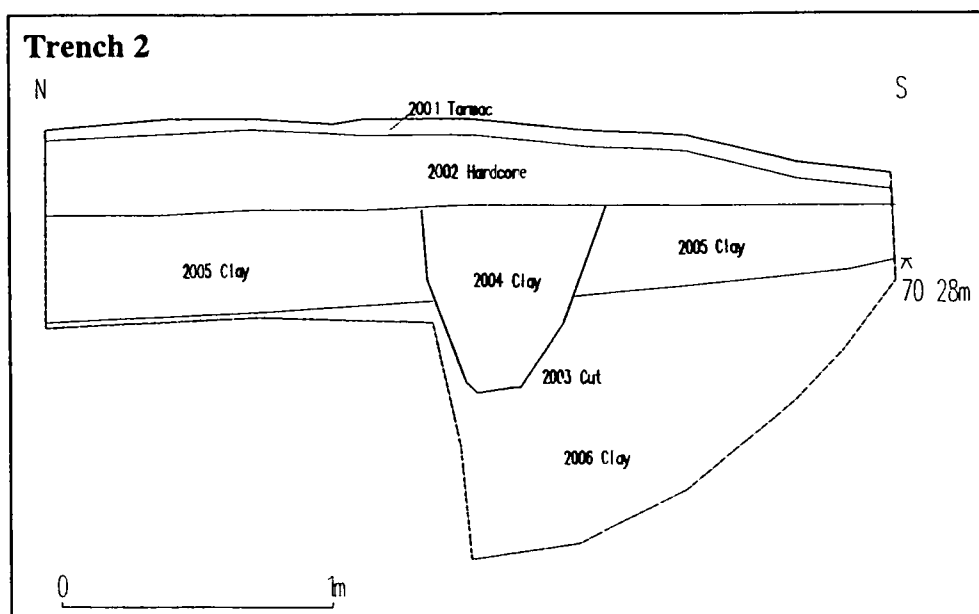 Trench 2
N S
2001 Tarmac
2002 Hardcore
2005 Clay 2004 Clay 2005 Clay
70 28m
2003 Cut
2006 Clay
0 1m